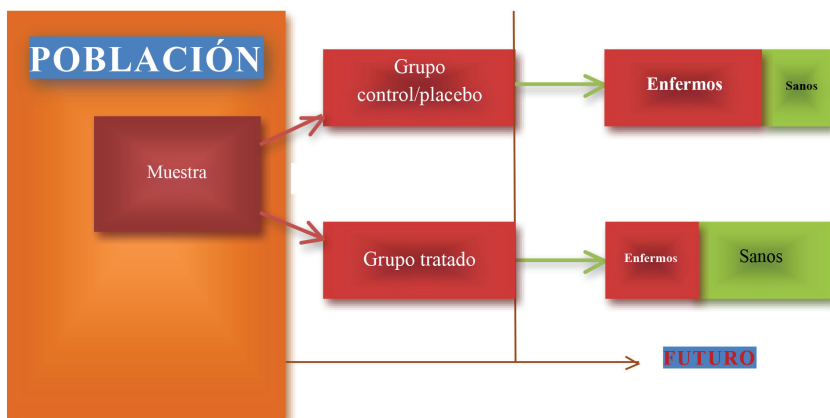 POBLACIÓN
Muestra
Grupo
control/placebo
Enfermos
Sanos
Grupo tratado
Enfermos
Sanos
FUTURO